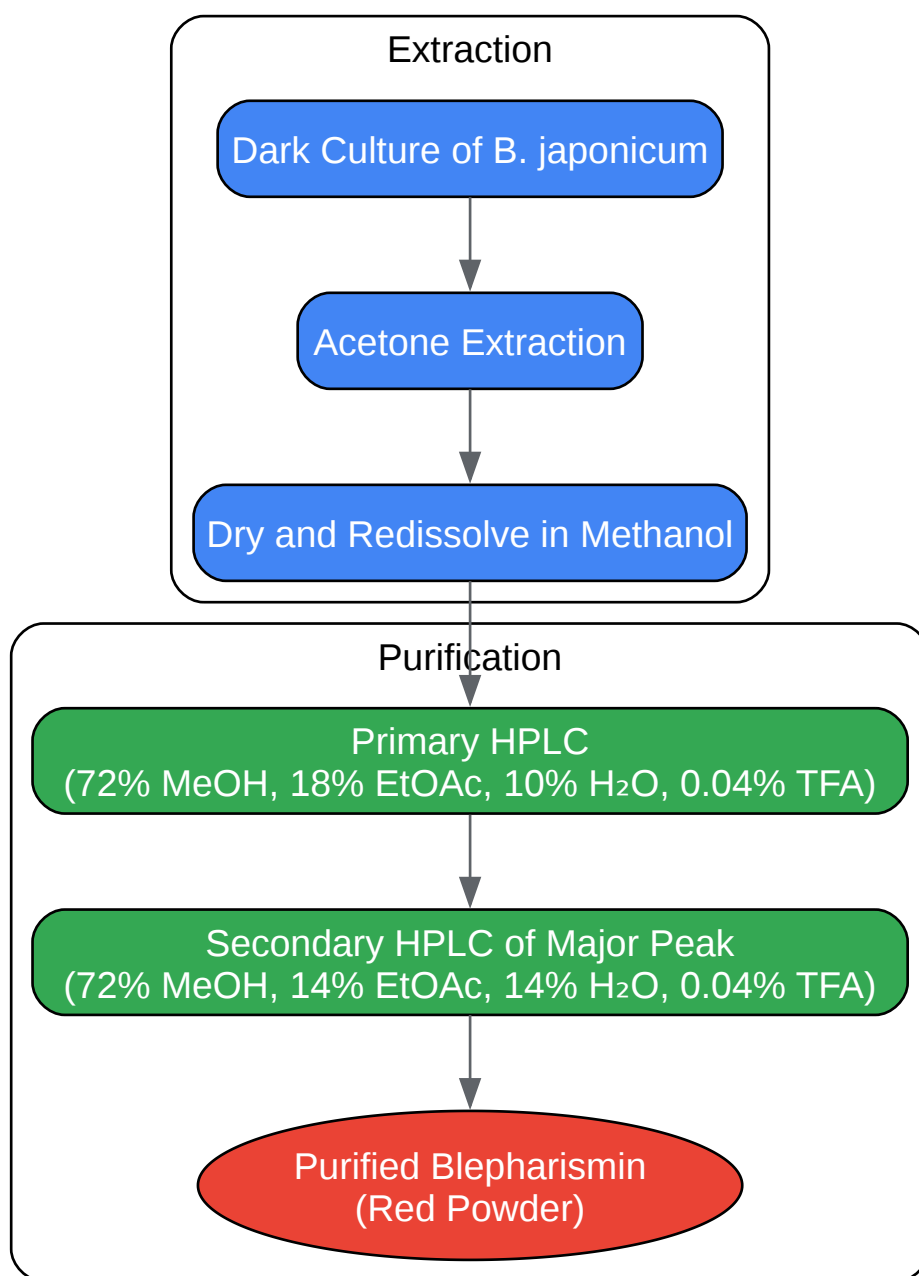 Extraction
Dark Culture of B. japonicum
Acetone Extraction
Dry and Redissolve in Methanol
Purification
Primary HPLC
(72% MeOH, 18% EtOAc, 10% H₂O, 0.04% TFA)
Secondary HPLC of Major Peak
(72% MeOH, 14% EtOAc, 14% H₂O, 0.04% TFA)
Purified Blepharismin
(Red Powder)